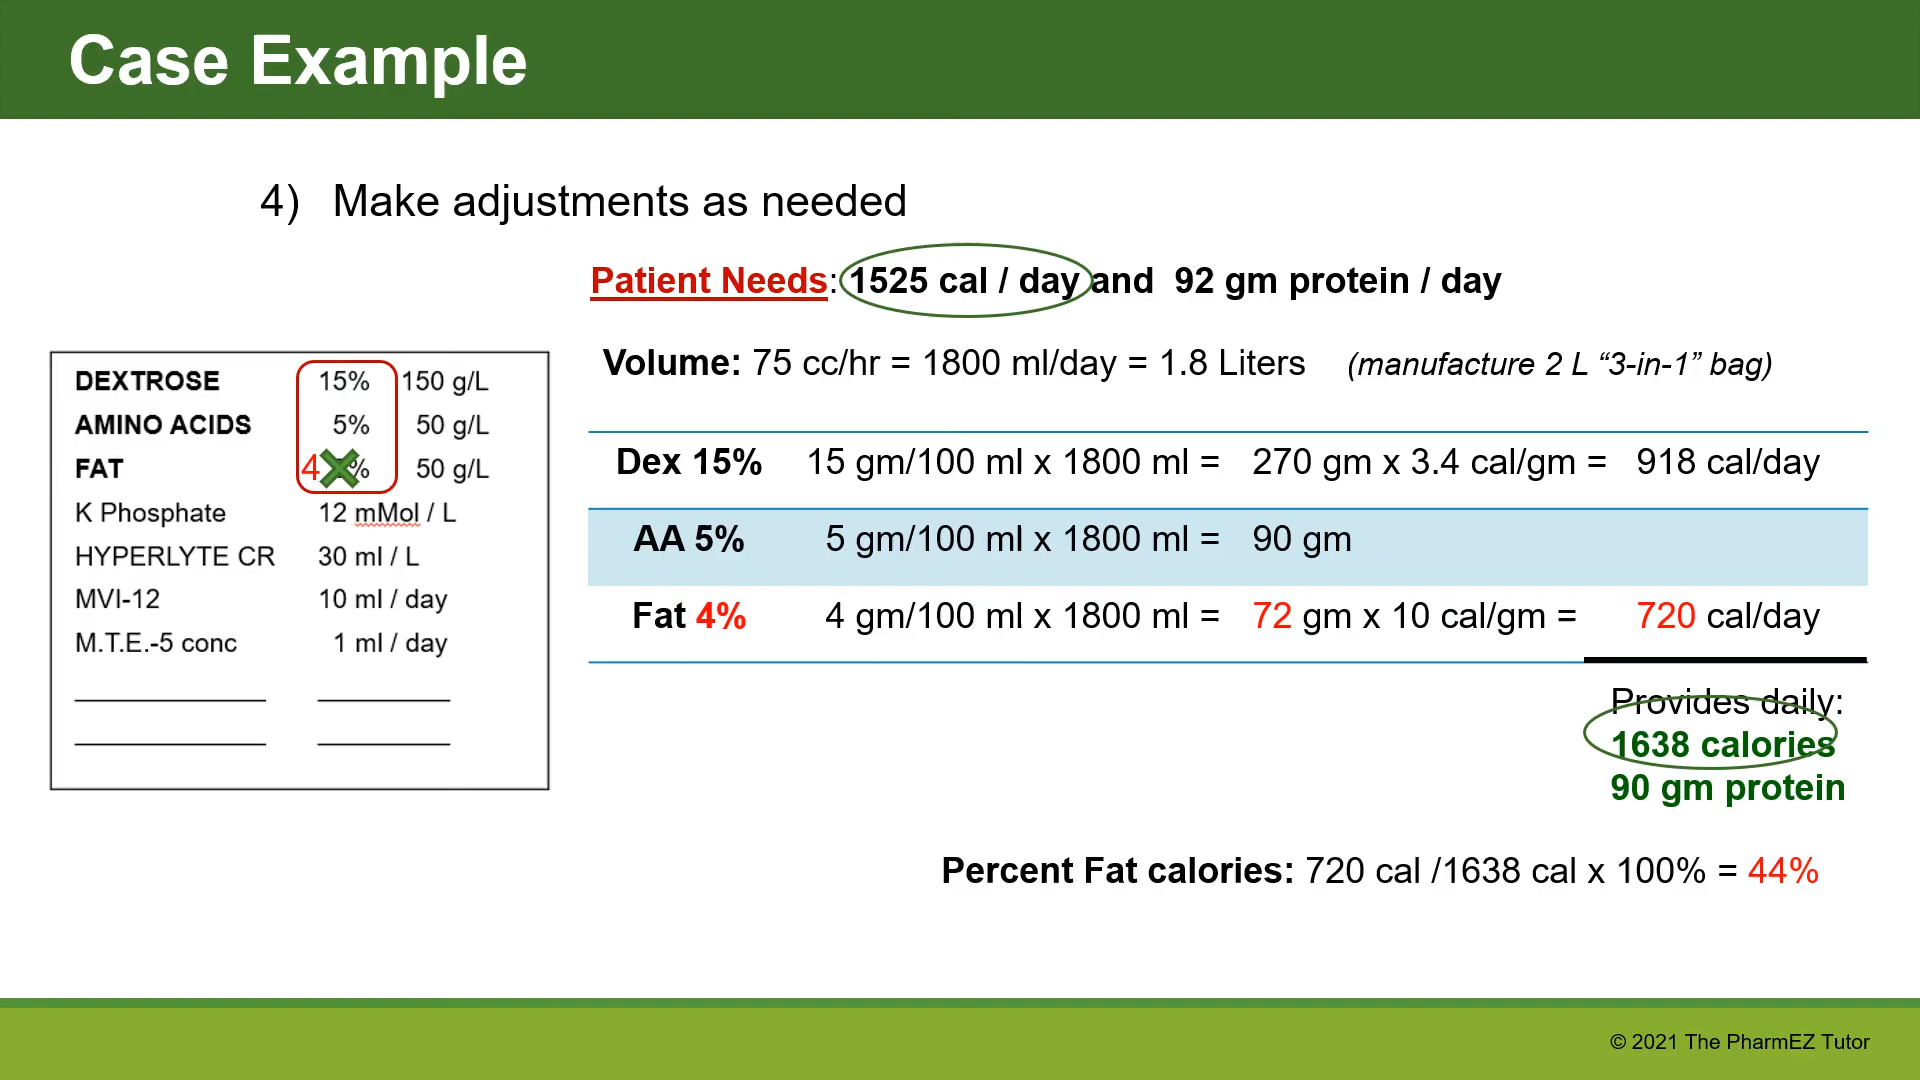 Case Example
4) Make adjustments as needed
Patient Needs: 1525 cal / day and 92 gm protein / day
Volume: 75 cc/hr = 1800 ml/day = 1.8 Liters (manufacture 2 L “3-in-1” bag)
DEXTROSE 15% 150 g/L
AMINO ACIDS 5% 50 g/L
FAT 4 % 50 g/L
K Phosphate 12 mMol / L
HYPERLYTE CR 30 ml / L
MVI-12 10 ml / day
M.T.E.-5 conc 1 ml / day
Dex 15% 15 gm/100 ml x 1800 ml = 270 gm x 3.4 cal/gm = 918 cal/day
AA 5% 5 gm/100 ml x 1800 ml = 90 gm
Fat 4% 4 gm/100 ml x 1800 ml = 72 gm x 10 cal/gm = 720 cal/day
Provides daily:
1638 calories
90 gm protein
Percent Fat calories: 720 cal /1638 cal x 100% = 44%
© 2021 The PharmEZ Tutor